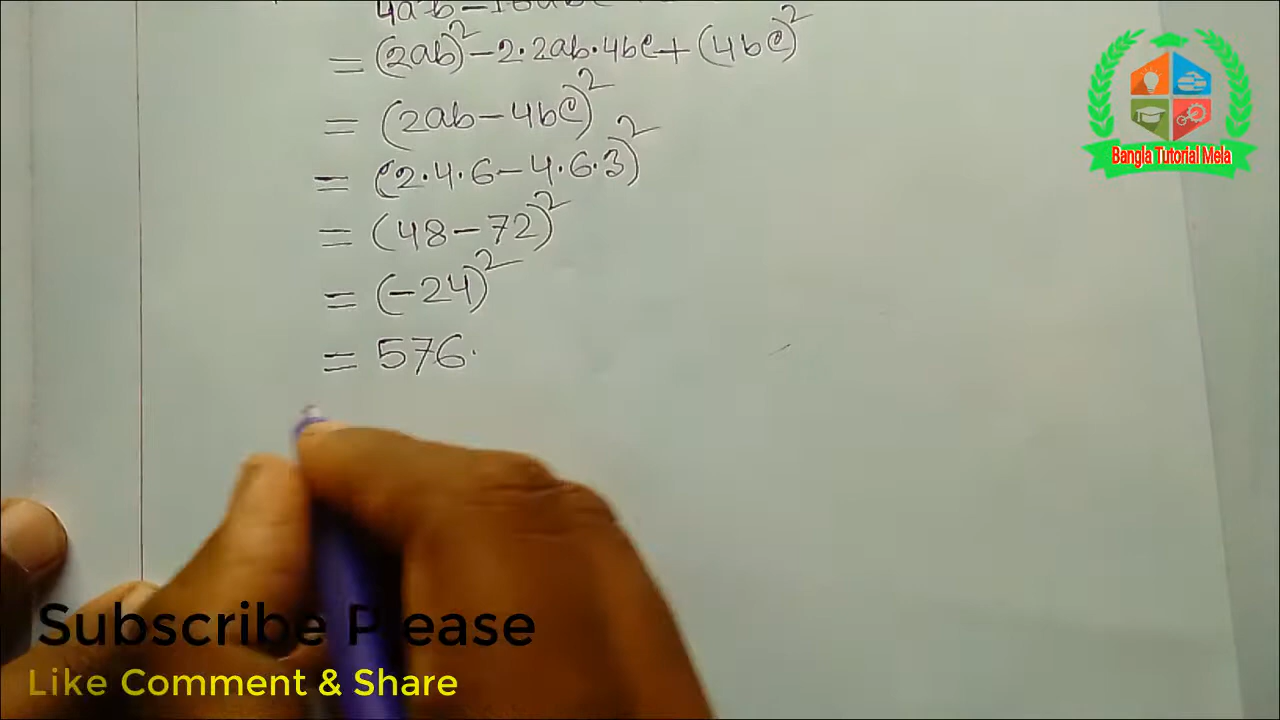 = (2ab)² - 2·2ab·4bc + (4bc)²
= (2ab - 4bc)²
= (2·4·6 - 4·6·3)²
= (48 - 72)²
= (-24)²
= 576.
Bangla Tutorial Mela
Subscribe Please
Like Comment & Share